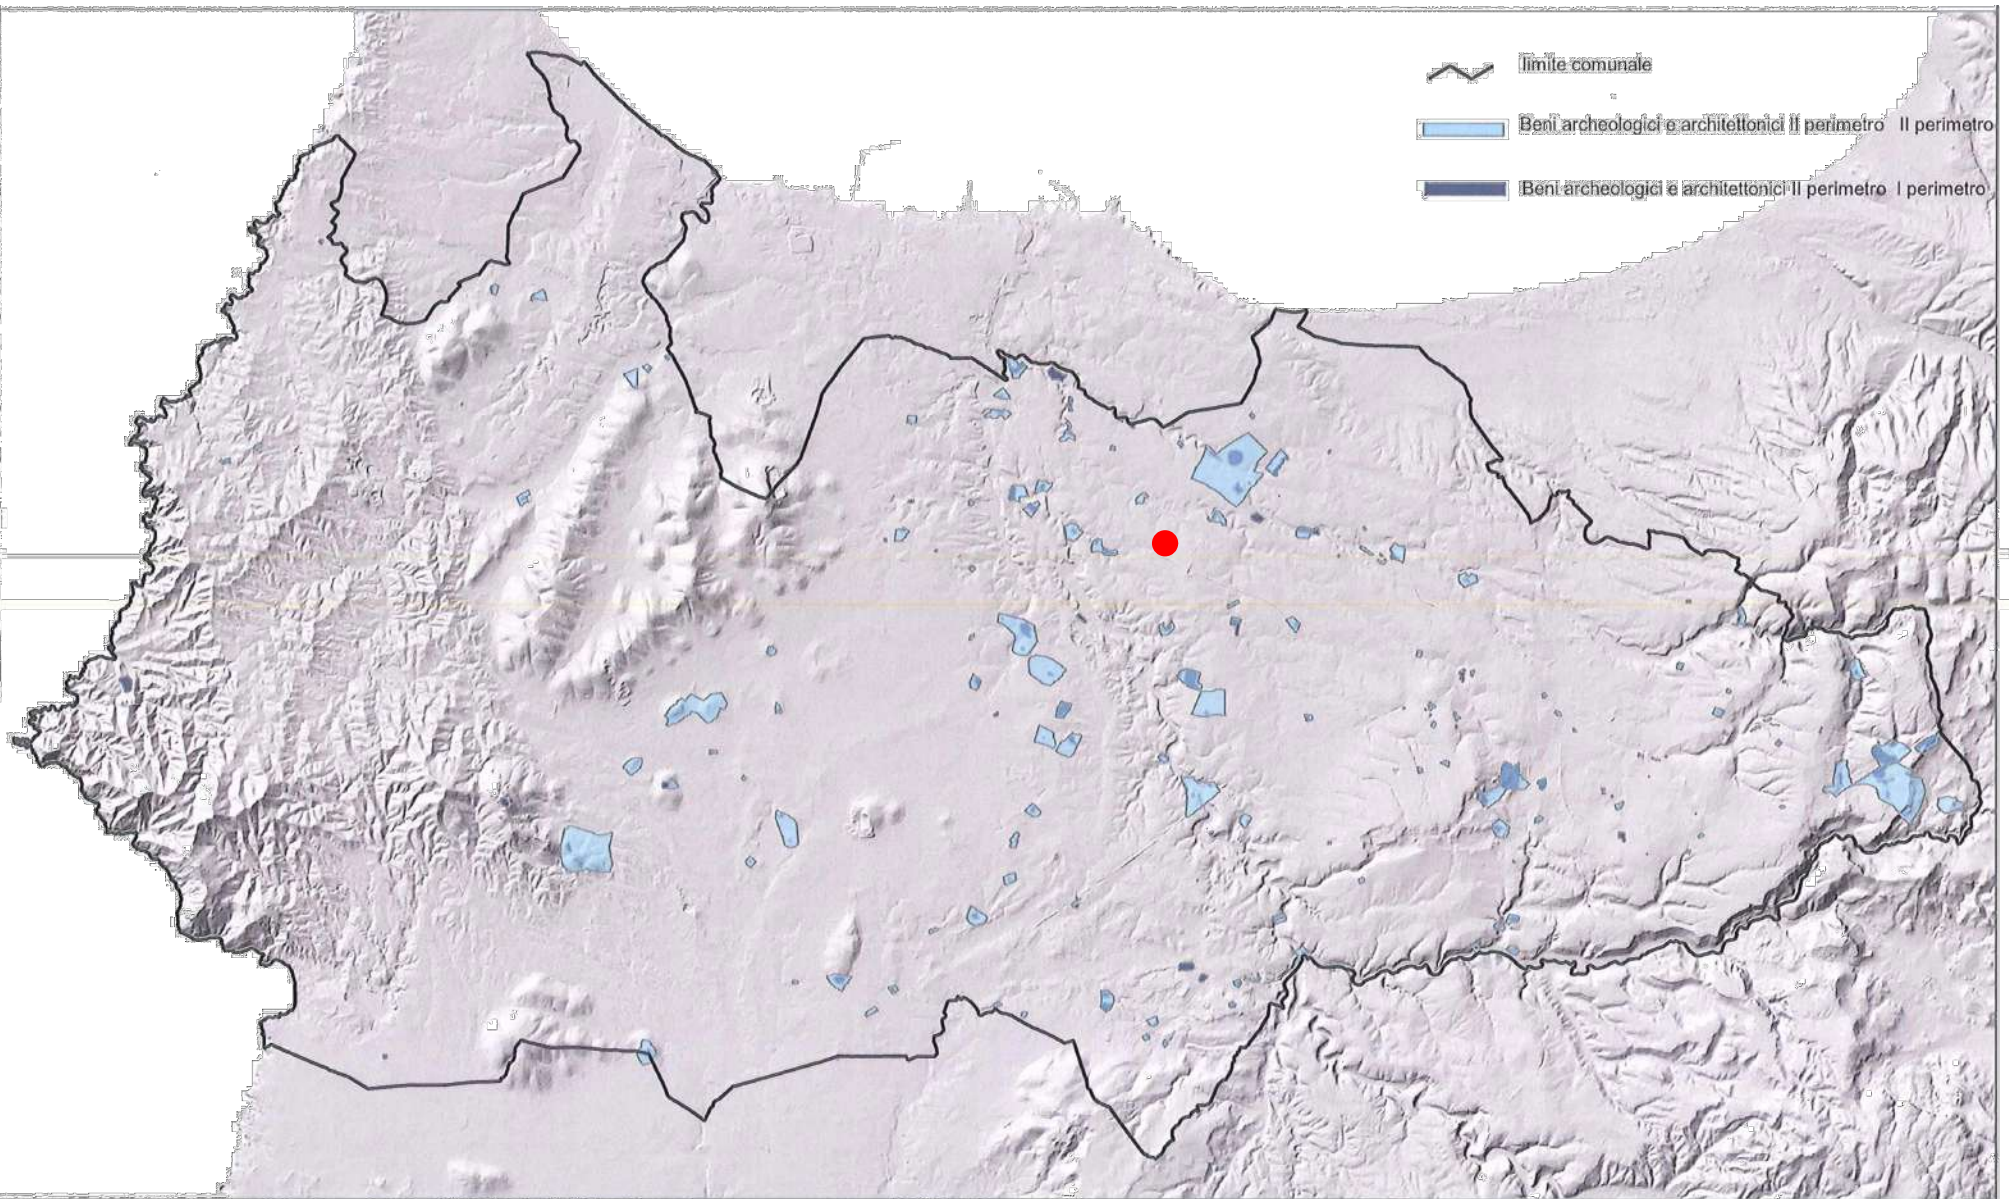 limite comunale
Beni archeologici e architettonici II perimetro II perimetro
Beni archeologici e architettonici II perimetro I perimetro